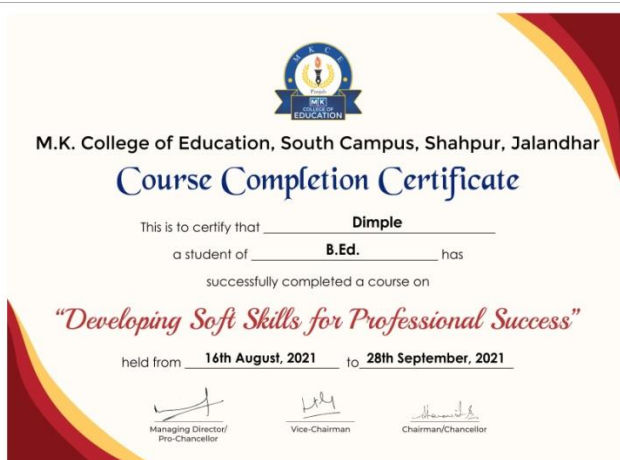 M K C E
Punjab
MK
COLLEGE OF
EDUCATION
M.K. College of Education, South Campus, Shahpur, Jalandhar
Course Completion Certificate
This is to certify that Dimple
a student of B.Ed. has
successfully completed a course on
“Developing Soft Skills for Professional Success”
held from 16th August, 2021 to 28th September, 2021
Managing Director/ Vice-Chairman Chairman/Chancellor
Pro-Chancellor